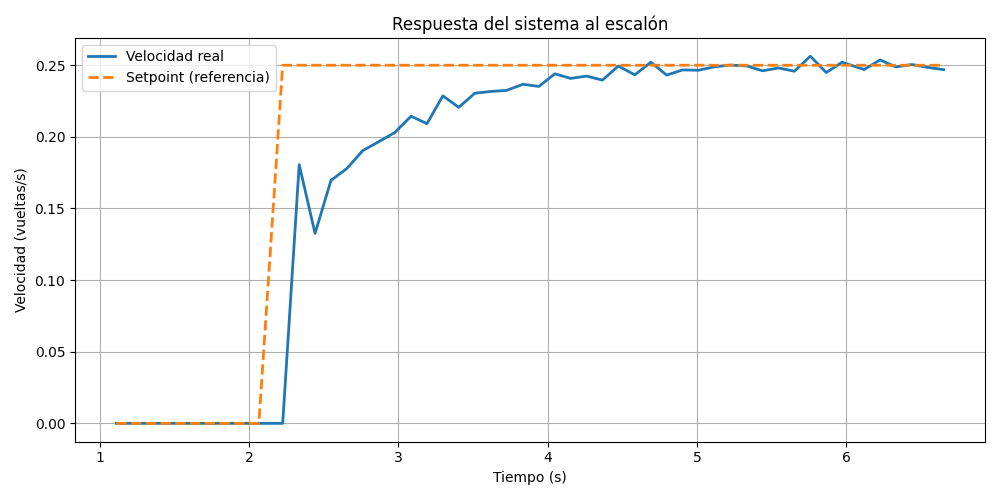 Respuesta del sistema al escalón
Velocidad real
Setpoint (referencia)
Velocidad (vueltas/s)
0.25
0.20
0.15
0.10
0.05
0.00
1 2 3 4 5 6
Tiempo (s)